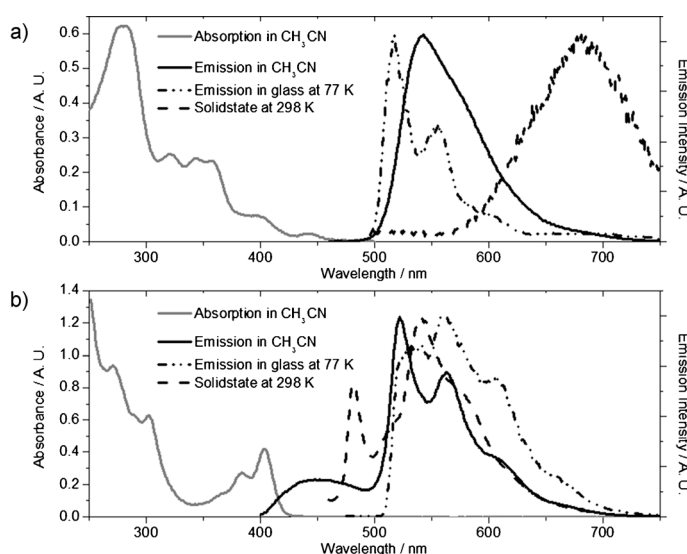 a)
0.6
0.5
0.4
0.3
0.2
0.1
0.0
Absorbance / A. U.
Absorption in CH₃CN
Emission in CH₃CN
Emission in glass at 77 K
Solidstate at 298 K
Emission Intensity / A. U.
300 400 500 600 700
Wavelength / nm
b)
1.4
1.2
1.0
0.8
0.6
0.4
0.2
0.0
Absorbance / A. U.
Absorption in CH₃CN
Emission in CH₃CN
Emission in glass at 77 K
Solidstate at 298 K
Emission Intensity / A. U.
300 400 500 600 700
Wavelength / nm